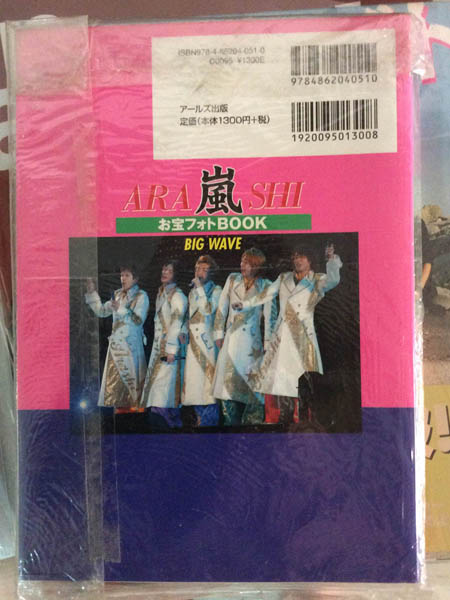 ISBN978-4-86204-051-0
C0095 ¥1300E
9784862040510
アールズ出版
定価(本体1300円+税)
1920095013008
ARA嵐SHI
お宝フォトBOOK
BIG WAVE